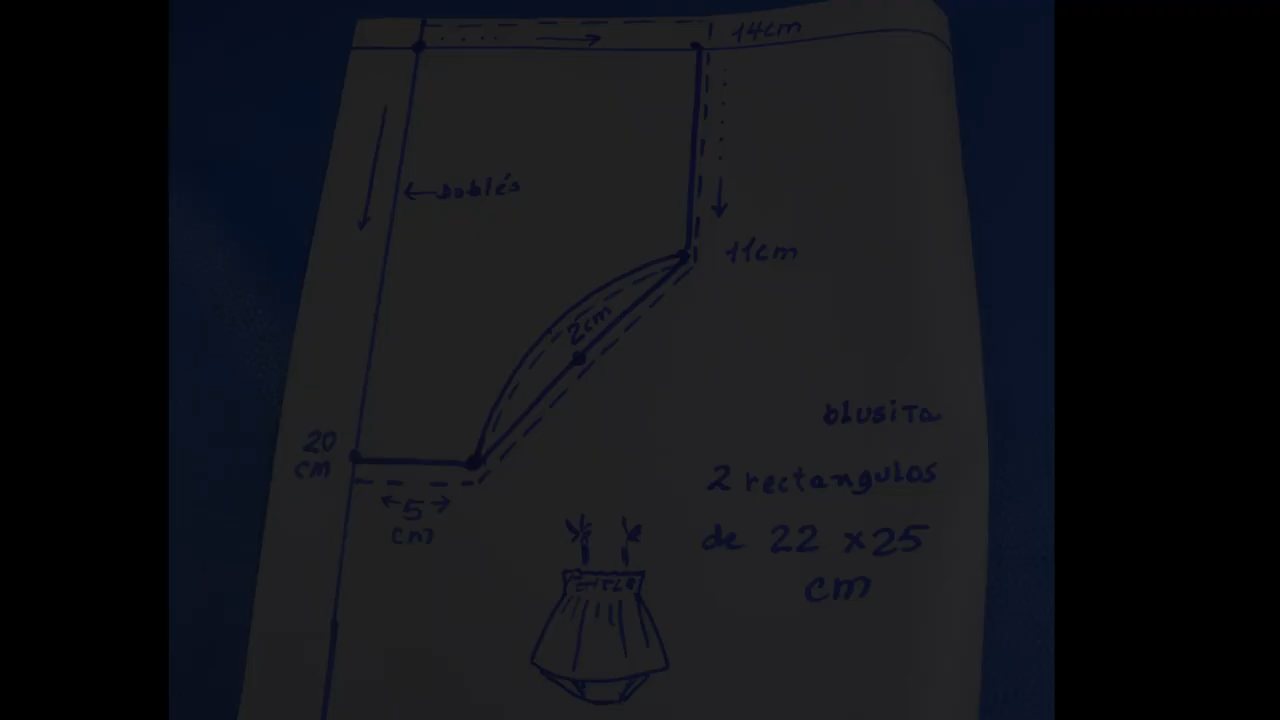 14cm
Doblés
11cm
2cm
20
cm
5
cm
blusita
2 rectangulos
de 22 x 25
cm